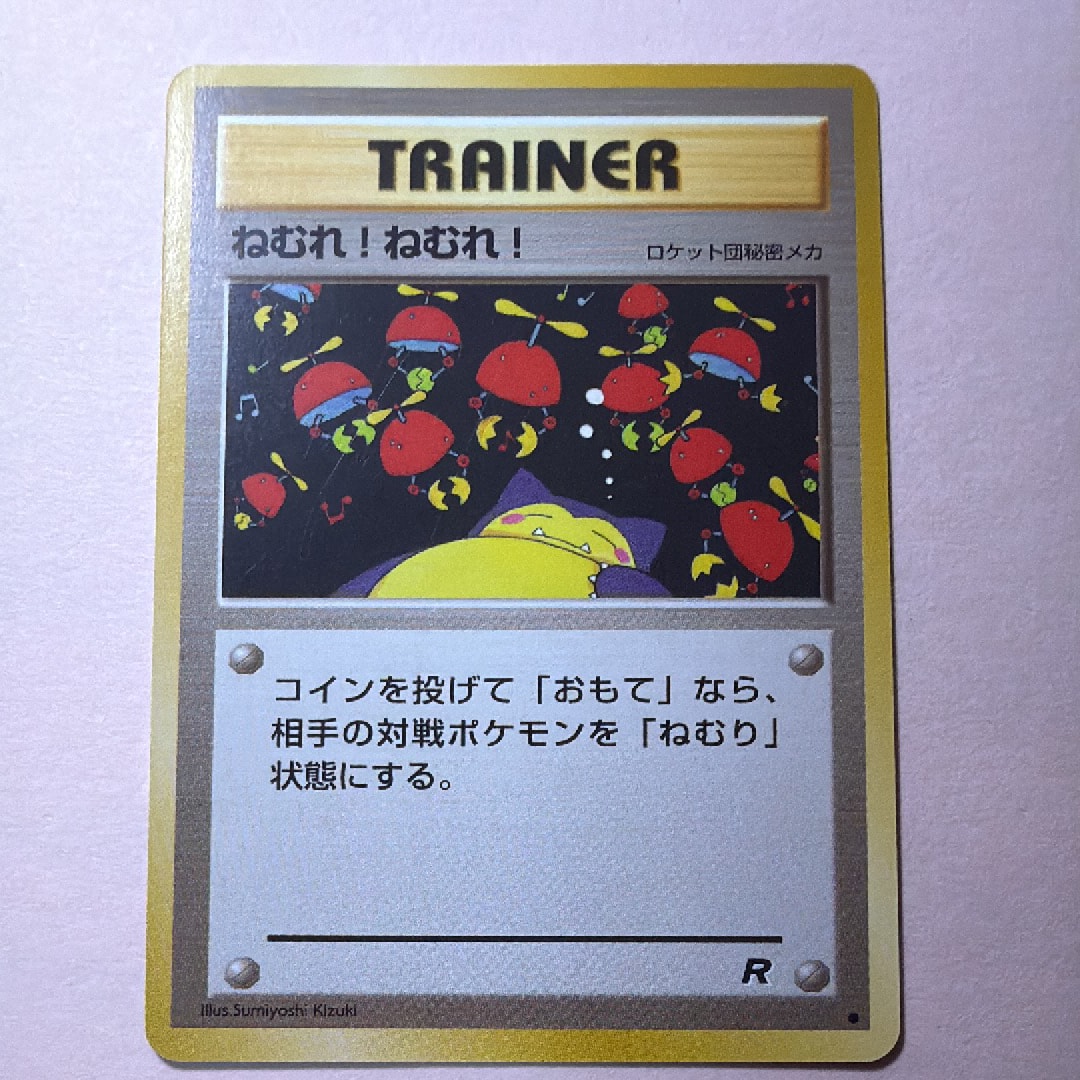 TRAINER
ねむれ！ねむれ！
ロケット団秘密メカ
コインを投げて「おもて」なら、
相手の対戦ポケモンを「ねむり」
状態にする。
R
Illus.Sumiyoshi Kizuki